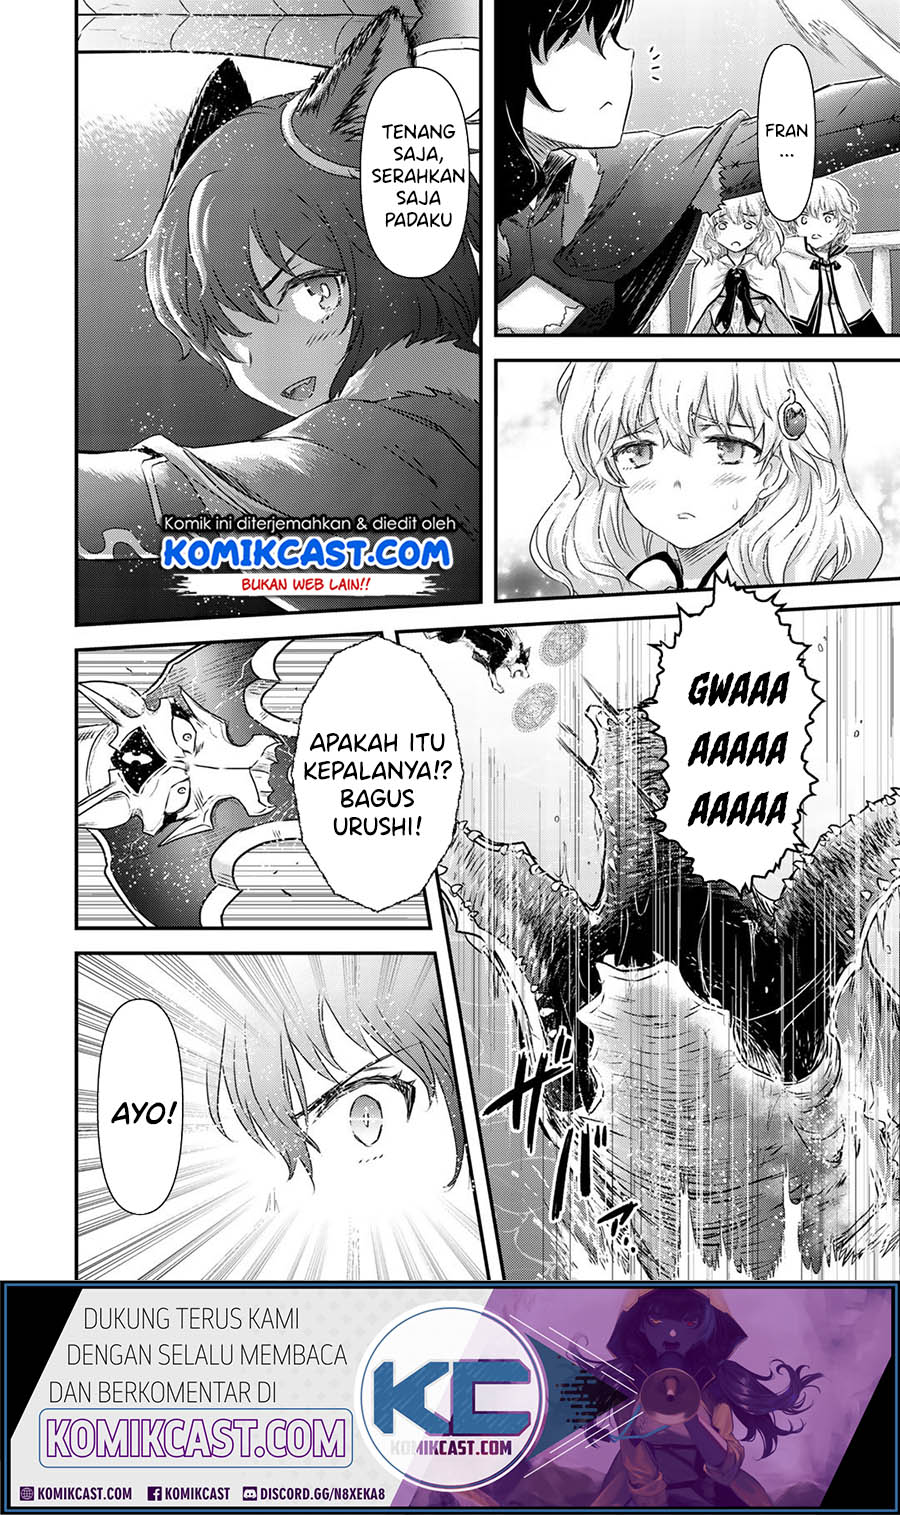 FRAN
...
TENANG
SAJA,
SERAHKAN
SAJA
PADAKU
Komik ini diterjemahkan & diedit oleh
KOMIKCAST.COM
BUKAN WEB LAIN!!
GWAAA
AAAAA
AAAAA
APAKAH ITU
KEPALANYA!?
BAGUS
URUSHI!
AYO!
DUKUNG TERUS KAMI
DENGAN SELALU MEMBACA
DAN BERKOMENTAR DI
KOMIKCAST.COM
KC
KOMIKCAST.COM
KOMIKCAST.COM
KOMIKCAST
DISCORD.GG/N8XEKA8